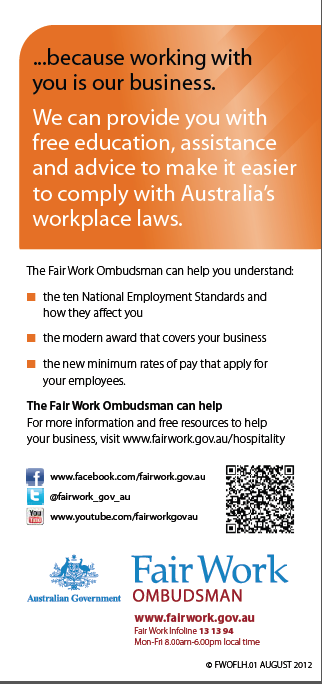 ...because working with
you is our business.
We can provide you with
free education, assistance
and advice to make it easier
to comply with Australia's
workplace laws.
The Fair Work Ombudsman can help you understand:
the ten National Employment Standards and
how they affect you
the modern award that covers your business
the new minimum rates of pay that apply for
your employees.
The Fair Work Ombudsman can help
For more information and free resources to help
your business, visit www.fairwork.gov.au/hospitality
f www.facebook.com/fairwork.gov.au
t @fairwork_gov_au
You Tube www.youtube.com/fairworkgovau
Australian Government
Fair Work
OMBUDSMAN
www.fairwork.gov.au
Fair Work Infoline 13 13 94
Mon-Fri 8.00am-6.00pm local time
© FWOFLH.01 AUGUST 2012